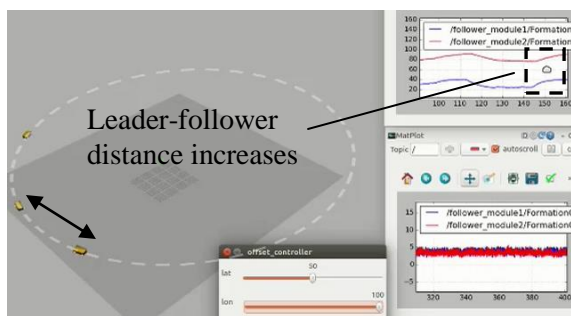 Leader-follower
distance increases
160
140
120
100
80
60
40
20
/follower_module1/Formation
/follower_module2/Formation
100 110 120 130 140 150 160
MatPlot
Topic / autoscroll
15
10
5
0
−5
/follower_module1/Formation
/follower_module2/Formation
320 340 360 380 400
offset_controller
lat
50
lon
100